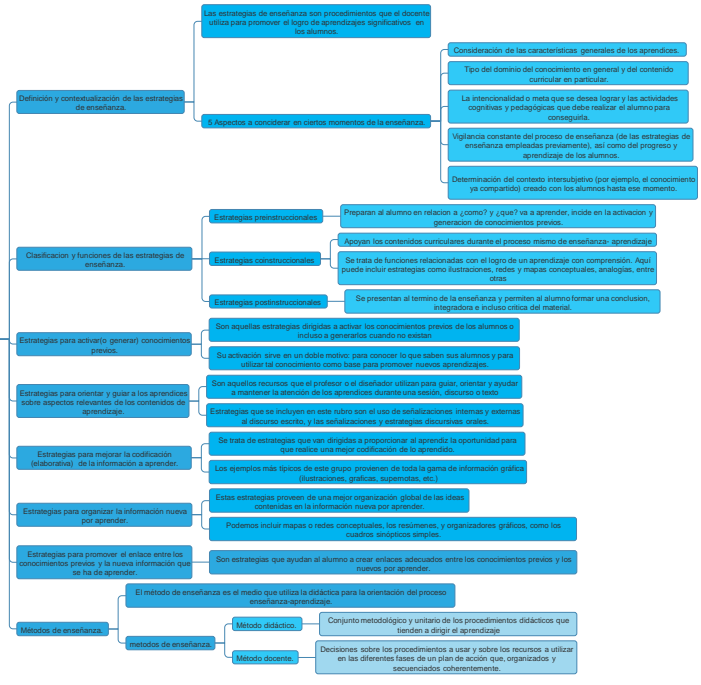 Las estrategias de enseñanza son procedimientos que el docente
utiliza para promover el logro de aprendizajes significativos en
los alumnos.
Definición y contextualización de las estrategias
de enseñanza.
5 Aspectos a conciderar en ciertos momentos de la enseñanza.
Consideración de las características generales de los aprendices.
Tipo del dominio del conocimiento en general y del contenido
curricular en particular.
La intencionalidad o meta que se desea lograr y las actividades
cognitivas y pedagógicas que debe realizar el alumno para
conseguirla.
Vigilancia constante del proceso de enseñanza (de las estrategias de
enseñanza empleadas previamente), así como del progreso y
aprendizaje de los alumnos.
Determinación del contexto intersubjetivo (por ejemplo, el conocimiento
ya compartido) creado con los alumnos hasta ese momento.
Clasificacion y funciones de las estrategias de
enseñanza.
Estrategias preinstruccionales
Preparan al alumno en relacion a ¿como? y ¿que? va a aprender, incide en la activacion y
generacion de conocimientos previos.
Estrategias coinstruccionales
Apoyan los contenidos curriculares durante el proceso mismo de enseñanza- aprendizaje
Se trata de funciones relacionadas con el logro de un aprendizaje con comprensión. Aquí
puede incluir estrategias como ilustraciones, redes y mapas conceptuales, analogías, entre
otras
Estrategias postinstruccionales
Se presentan al termino de la enseñanza y permiten al alumno formar una conclusion,
integradora e incluso critica del material.
Estrategias para activar(o generar) conocimientos
previos.
Son aquellas estrategias dirigidas a activar los conocimientos previos de los alumnos o
incluso a generarlos cuando no existan
Su activación sirve en un doble motivo: para conocer lo que saben sus alumnos y para
utilizar tal conocimiento como base para promover nuevos aprendizajes.
Estrategias para orientar y guiar a los aprendices
sobre aspectos relevantes de los contenidos de
aprendizaje.
Son aquellos recursos que el profesor o el diseñador utilizan para guiar, orientar y ayudar
a mantener la atención de los aprendices durante una sesión, discurso o texto
Estrategias que se incluyen en este rubro son el uso de señalizaciones internas y externas
al discurso escrito, y las señalizaciones y estrategias discursivas orales.
Estrategias para mejorar la codificación
(elaborativa) de la información a aprender.
Se trata de estrategias que van dirigidas a proporcionar al aprendiz la oportunidad para
que realice una mejor codificación de lo aprendido.
Los ejemplos más típicos de este grupo provienen de toda la gama de información gráfica
(ilustraciones, graficas, supernotas, etc.)
Estrategias para organizar la información nueva
por aprender.
Estas estrategias proveen de una mejor organización global de las ideas
contenidas en la información nueva por aprender.
Podemos incluir mapas o redes conceptuales, los resúmenes, y organizadores gráficos, como los
cuadros sinópticos simples.
Estrategias para promover el enlace entre los
conocimientos previos y la nueva información que
se ha de aprender.
Son estrategias que ayudan al alumno a crear enlaces adecuados entre los conocimientos previos y los
nuevos por aprender.
Métodos de enseñanza.
El método de enseñanza es el medio que utiliza la didáctica para la orientación del proceso
enseñanza-aprendizaje.
metodos de enseñanza.
Método didáctico.
Conjunto metodológico y unitario de los procedimientos didácticos que
tienden a dirigir el aprendizaje
Método docente.
Decisiones sobre los procedimientos a usar y sobre los recursos a utilizar
en las diferentes fases de un plan de acción que, organizados y
secuenciados coherentemente.